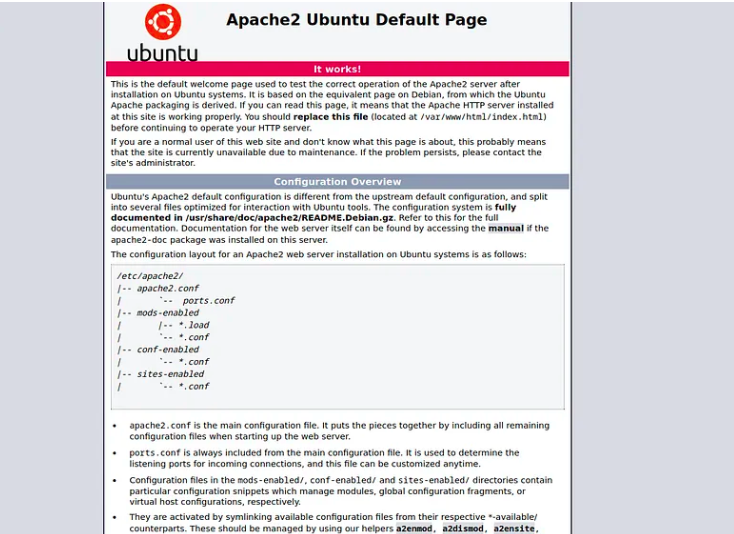 Apache2 Ubuntu Default Page
ubuntu
It works!
This is the default welcome page used to test the correct operation of the Apache2 server after
installation on Ubuntu systems. It is based on the equivalent page on Debian, from which the Ubuntu
Apache packaging is derived. If you can read this page, it means that the Apache HTTP server installed
at this site is working properly. You should replace this file (located at /var/www/html/index.html)
before continuing to operate your HTTP server.
If you are a normal user of this web site and don't know what this page is about, this probably means
that the site is currently unavailable due to maintenance. If the problem persists, please contact the
site's administrator.
Configuration Overview
Ubuntu's Apache2 default configuration is different from the upstream default configuration, and split
into several files optimized for interaction with Ubuntu tools. The configuration system is fully
documented in /usr/share/doc/apache2/README.Debian.gz. Refer to this for the full
documentation. Documentation for the web server itself can be found by accessing the manual if the
apache2-doc package was installed on this server.
The configuration layout for an Apache2 web server installation on Ubuntu systems is as follows:
/etc/apache2/
|-- apache2.conf
|       `--  ports.conf
|-- mods-enabled
|       |-- *.load
|       `-- *.conf
|-- conf-enabled
|       `-- *.conf
|-- sites-enabled
|       `-- *.conf
• apache2.conf is the main configuration file. It puts the pieces together by including all remaining
configuration files when starting up the web server.
• ports.conf is always included from the main configuration file. It is used to determine the
listening ports for incoming connections, and this file can be customized anytime.
• Configuration files in the mods-enabled/, conf-enabled/ and sites-enabled/ directories contain
particular configuration snippets which manage modules, global configuration fragments, or
virtual host configurations, respectively.
• They are activated by symlinking available configuration files from their respective *-available/
counterparts. These should be managed by using our helpers a2enmod, a2dismod, a2ensite,